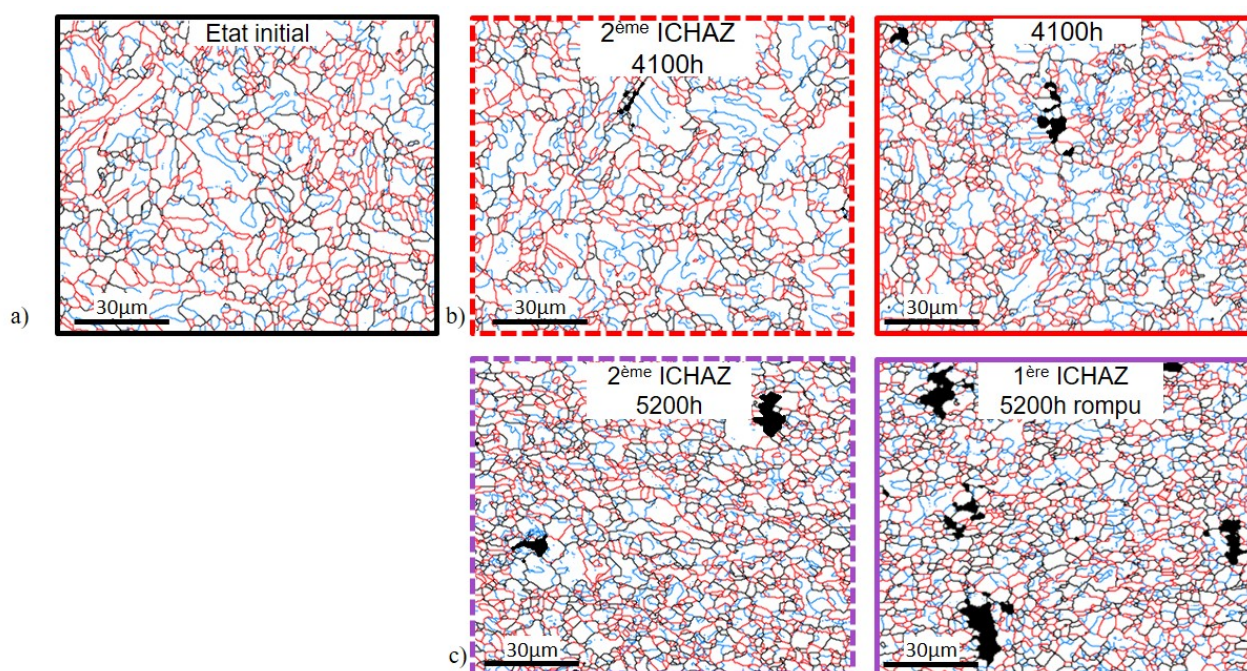 Etat initial
30µm
a)
2ème ICHAZ
4100h
30µm
b)
4100h
30µm
2ème ICHAZ
5200h
30µm
c)
1ère ICHAZ
5200h rompu
30µm